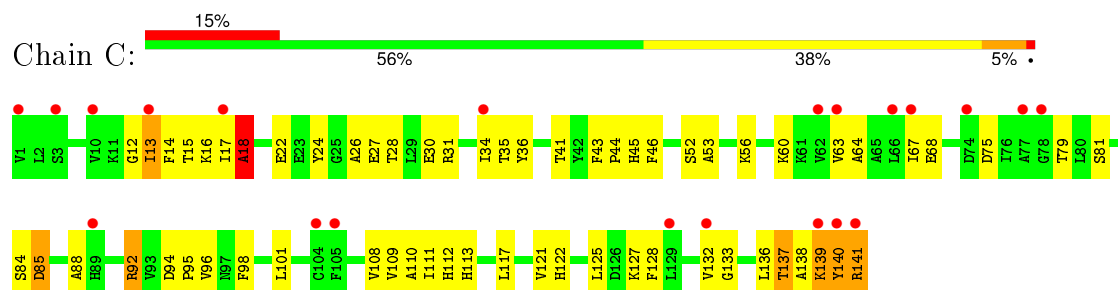 15%
Chain C:
56% 38% 5% •
V1 L2 S3 V10 K11 G12 I13 F14 T15 K16 I17 A18 E22 E23 Y24 G25 A26 E27 T28 L29 E30 R31 I34 T35 Y36 T41 Y42 F43 P44 H45 F46 S52 A53 K56 K60 K61 V62 V63 A64 A65 L66 I67 E68 D74 D75 I76 A77 G78 T79 L80 S81
S84 D85 A88 H89 R92 V93 D94 P95 V96 N97 F98 L101 C104 F105 V108 V109 A110 I111 H112 H113 L117 V121 H122 L125 D126 K127 F128 L129 V132 G133 L136 T137 A138 K139 Y140 R141